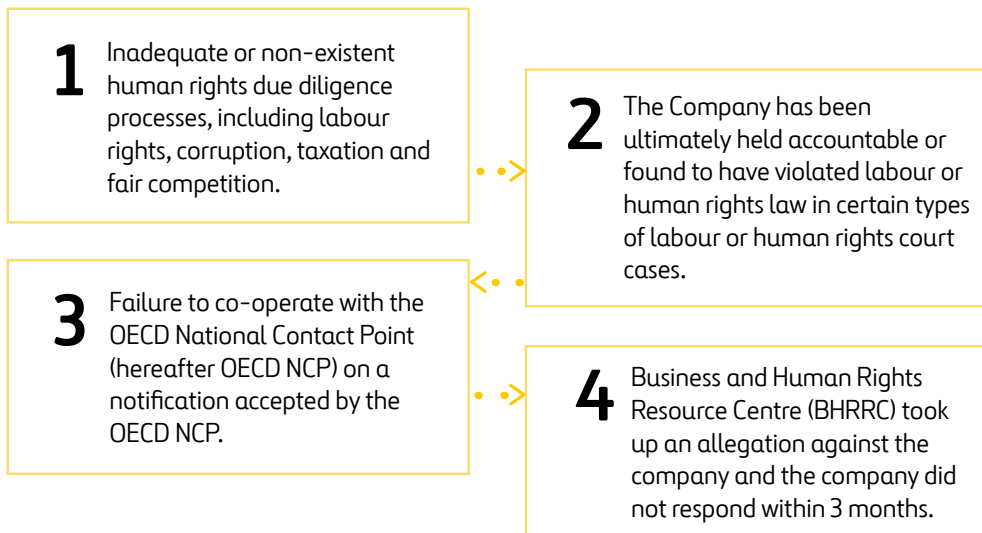 1
Inadequate or non-existent
human rights due diligence
processes, including labour
rights, corruption, taxation and
fair competition.
2
The Company has been
ultimately held accountable or
found to have violated labour or
human rights law in certain types
of labour or human rights court
cases.
3
Failure to co-operate with the
OECD National Contact Point
(hereafter OECD NCP) on a
notification accepted by the
OECD NCP.
4
Business and Human Rights
Resource Centre (BHRRC) took
up an allegation against the
company and the company did
not respond within 3 months.